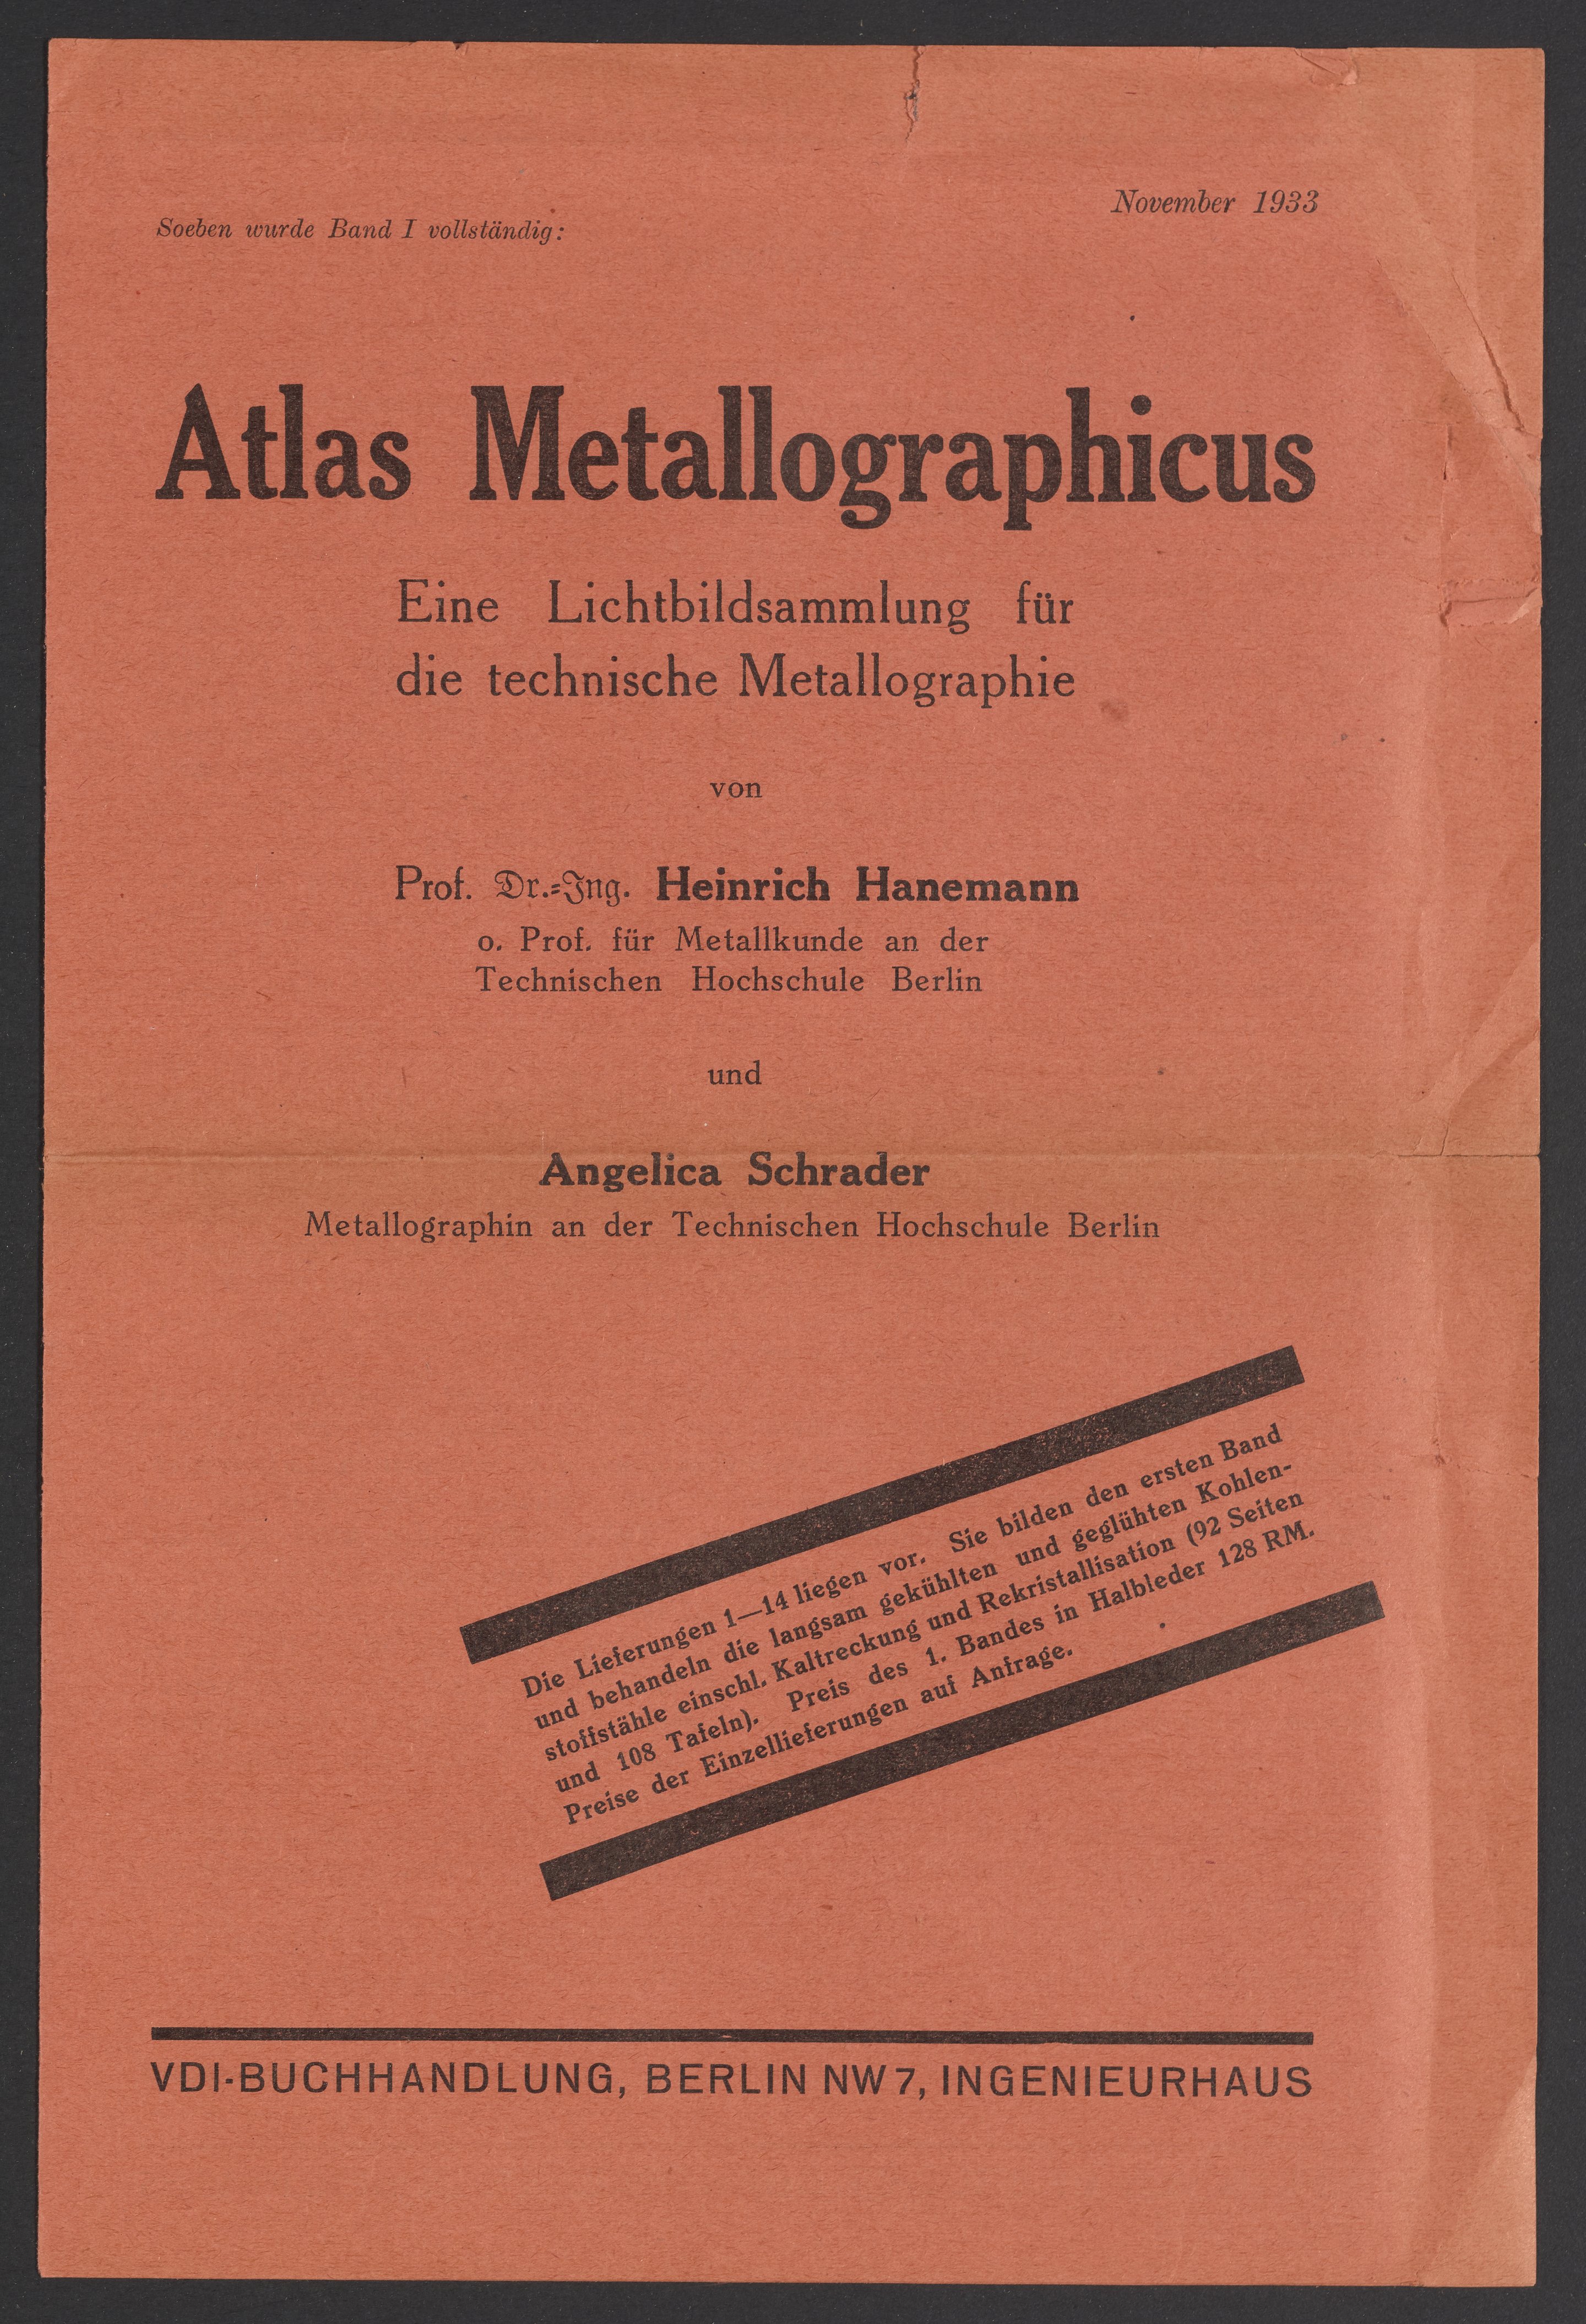 November 1933
Soeben wurde Band I vollständig:
Atlas Metallographicus
Eine Lichtbildsammlung für
die technische Metallographie
von
Prof. Dr.-Ing. Heinrich Hanemann
o. Prof. für Metallkunde an der
Technischen Hochschule Berlin
und
Angelica Schrader
Metallographin an der Technischen Hochschule Berlin
Die Lieferungen 1—14 liegen vor. Sie bilden den ersten Band
und behandeln die langsam gekühlten und geglühten Kohlen-
stoffstähle einschl. Kaltreckung und Rekristallisation (92 Seiten
und 108 Tafeln). Preis des 1. Bandes in Halbleder 128 RM.
Preise der Einzellieferungen auf Anfrage.
VDI-BUCHHANDLUNG, BERLIN NW 7, INGENIEURHAUS